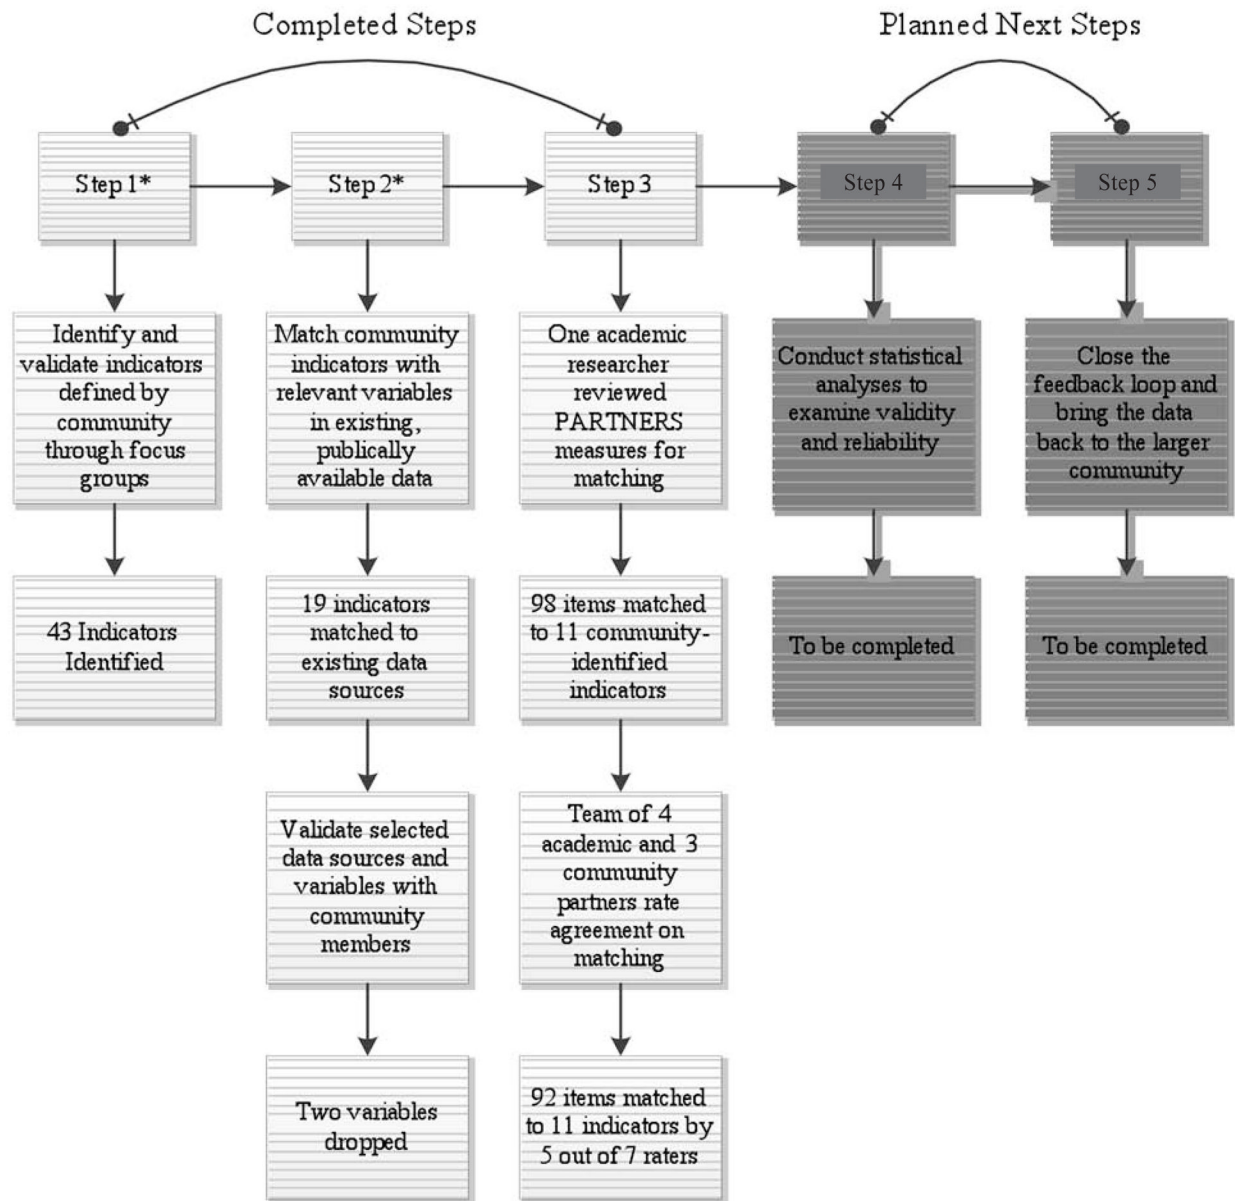 Completed Steps
Planned Next Steps
Step 1*
Step 2*
Step 3
Step 4
Step 5
Identify and
validate indicators
defined by
community
through focus
groups
Match community
indicators with
relevant variables
in existing,
publically
available data
One academic
researcher
reviewed
PARTNERS
measures for
matching
Conduct statistical
analyses to
examine validity
and reliability
Close the
feedback loop and
bring the data
back to the larger
community
43 Indicators
Identified
19 indicators
matched to
existing data
sources
98 items matched
to 11 community-
identified
indicators
To be completed
To be completed
Validate selected
data sources and
variables with
community
members
Team of 4
academic and 3
community
partners rate
agreement on
matching
Two variables
dropped
92 items matched
to 11 indicators by
5 out of 7 raters